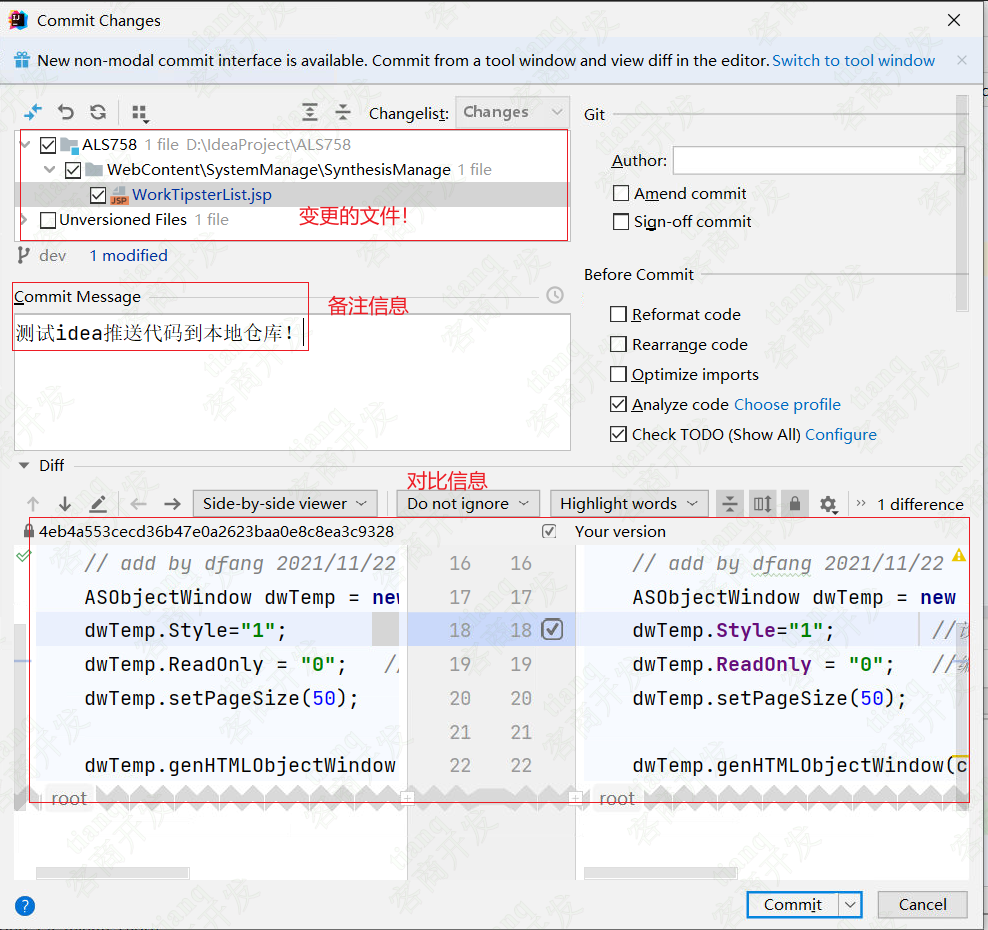 Commit Changes
New non-modal commit interface is available. Commit from a tool window and view diff in the editor. Switch to tool window
Changelist: Changes
ALS758 1 file D:\IdeaProject\ALS758
WebContent\SystemManage\SynthesisManage 1 file
JSP WorkTipsterList.jsp
变更的文件!
Unversioned Files 1 file
dev 1 modified
Commit Message
备注信息
测试idea推送代码到本地仓库!
Git
Author:
Amend commit
Sign-off commit
Before Commit
Reformat code
Rearrange code
Optimize imports
Analyze code Choose profile
Check TODO (Show All) Configure
Diff
对比信息
Side-by-side viewer Do not ignore Highlight words 1 difference
4eb4a553cecd36b47e0a2623baa0e8c8ea3c9328 Your version
// add by dfang 2021/11/22 16 16 // add by dfang 2021/11/22
ASObjectWindow dwTemp = new 17 17 ASObjectWindow dwTemp = new
dwTemp.Style="1"; 18 18 dwTemp.Style="1"; //
dwTemp.ReadOnly = "0"; 19 19 dwTemp.ReadOnly = "0"; //
dwTemp.setPageSize(50); 20 20 dwTemp.setPageSize(50);
21 21
dwTemp.genHTMLObjectWindow 22 22 dwTemp.genHTMLObjectWindow(c
root root
? Commit Cancel
客商开发